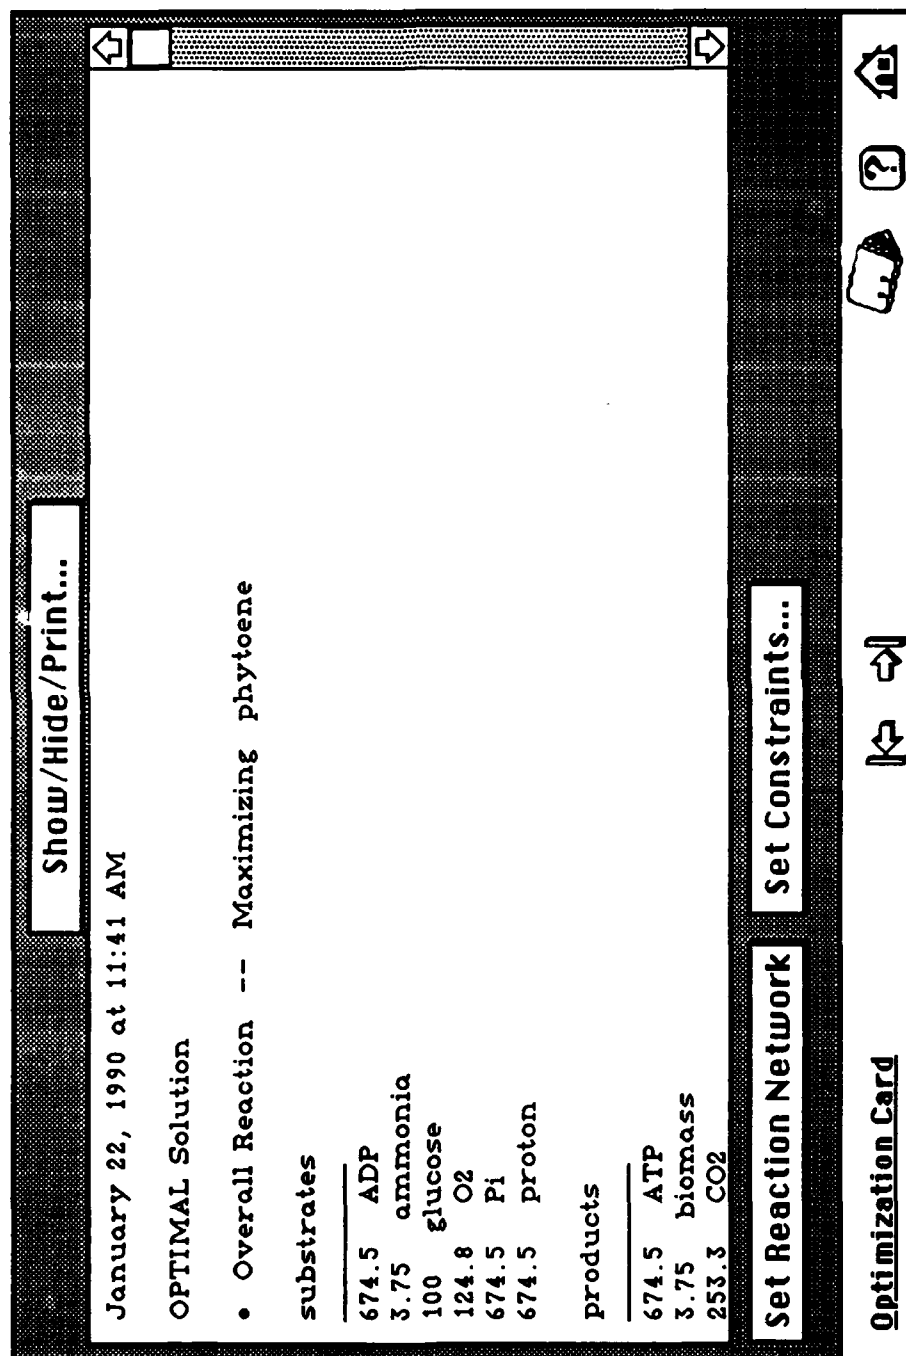 Show/Hide/Print...
January 22, 1990 at 11:41 AM
OPTIMAL Solution
• Overall Reaction -- Maximizing phytoene
substrates
674.5 ADP
3.75 ammonia
100 glucose
124.8 O2
674.5 Pi
674.5 proton
products
674.5 ATP
3.75 biomass
253.3 CO2
Set Reaction Network
Set Constraints...
Optimization Card
?